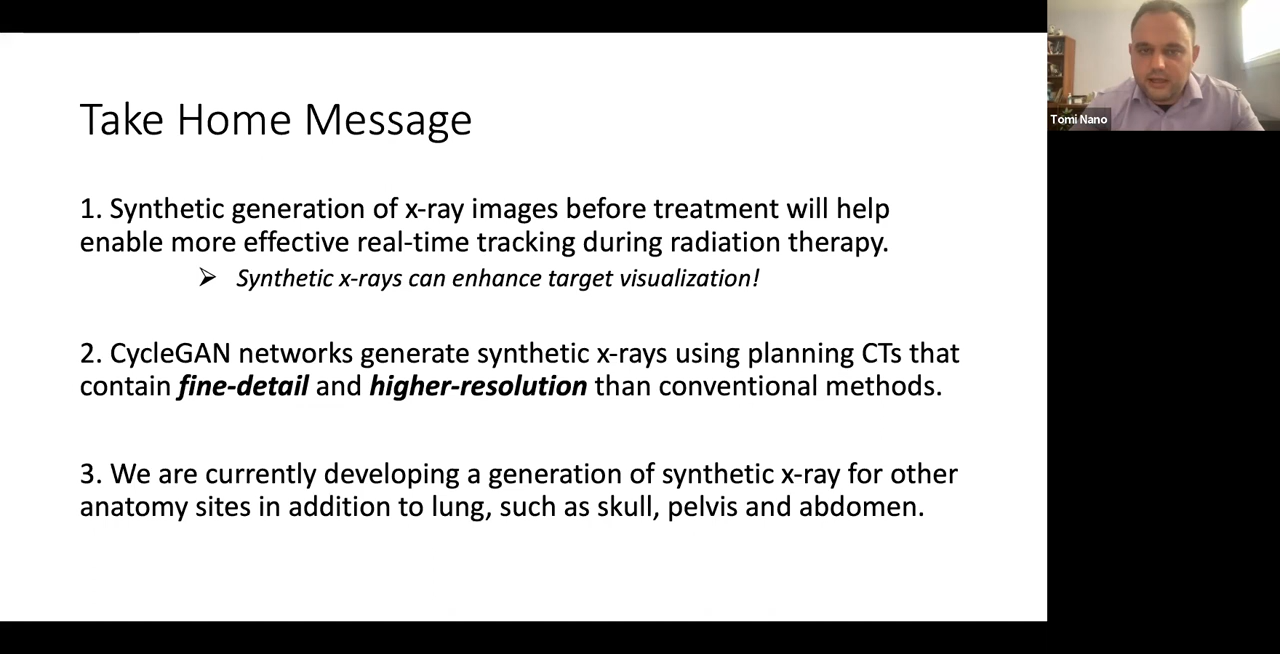 Take Home Message
1. Synthetic generation of x-ray images before treatment will help
enable more effective real-time tracking during radiation therapy.
➢ Synthetic x-rays can enhance target visualization!
2. CycleGAN networks generate synthetic x-rays using planning CTs that
contain fine-detail and higher-resolution than conventional methods.
3. We are currently developing a generation of synthetic x-ray for other
anatomy sites in addition to lung, such as skull, pelvis and abdomen.
Tomi Nano